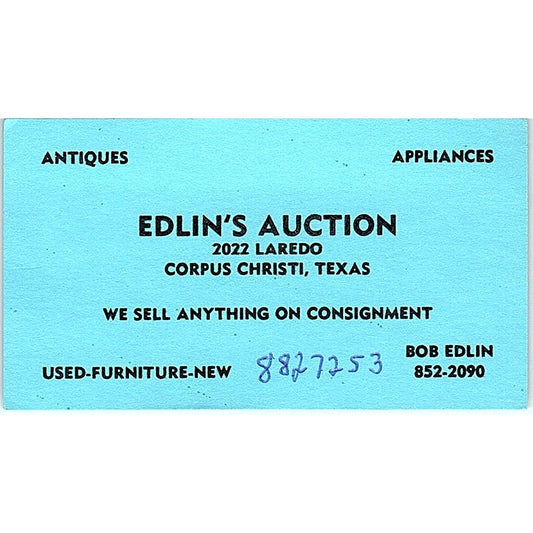 ANTIQUES APPLIANCES
EDLIN'S AUCTION
2022 LAREDO
CORPUS CHRISTI, TEXAS
WE SELL ANYTHING ON CONSIGNMENT
USED-FURNITURE-NEW 8827253 BOB EDLIN
852-2090